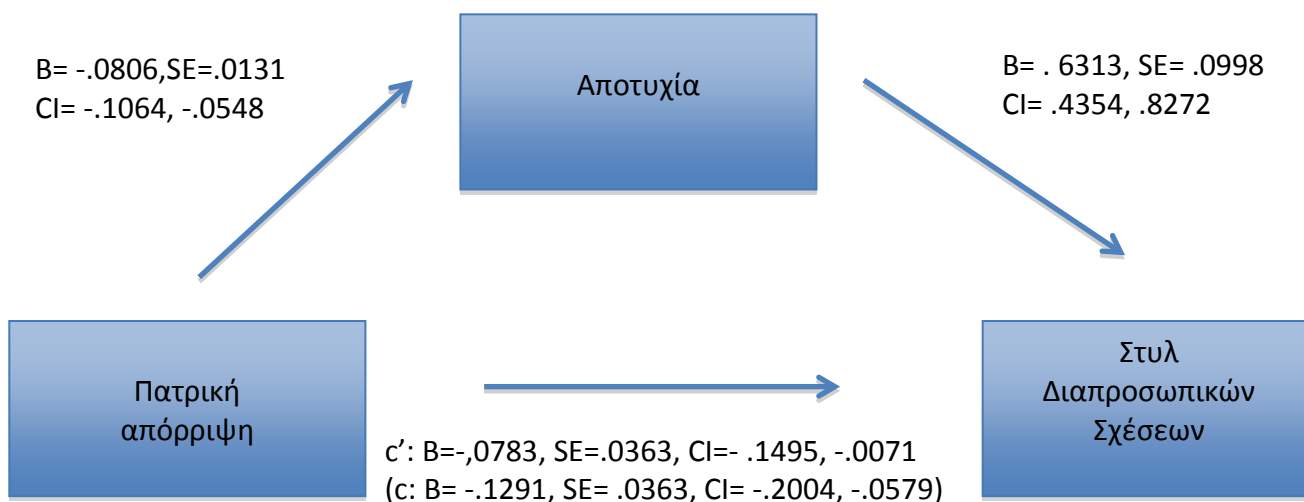 B= -.0806,SE=.0131
CI= -.1064, -.0548
Αποτυχία
B= . 6313, SE= .0998
CI= .4354, .8272
Πατρική
απόρριψη
Στυλ
Διαπροσωπικών
Σχέσεων
c’: B=-,0783, SE=.0363, CI=- .1495, -.0071
(c: B= -.1291, SE= .0363, CI= -.2004, -.0579)